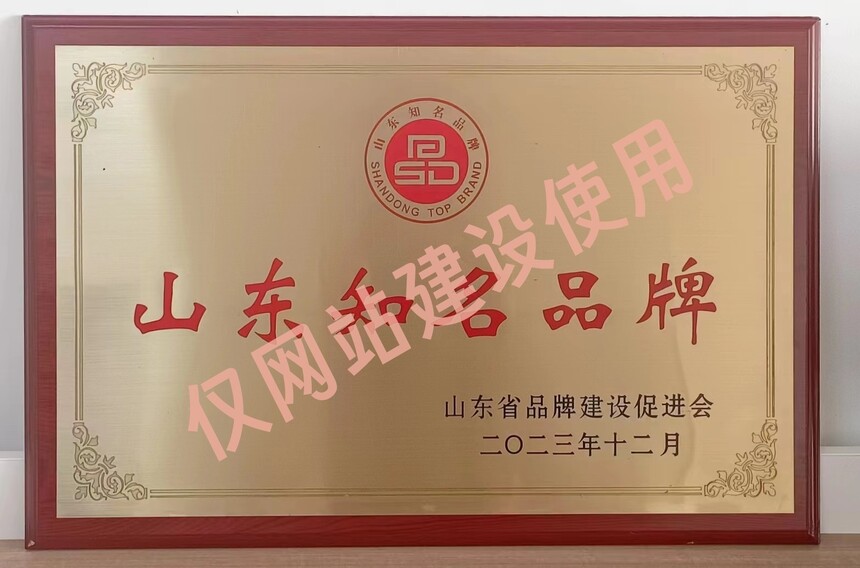 山东知名品牌
SHANDONG TOP BRAND
山东知名品牌
仅网站建设使用
山东省品牌建设促进会
二〇二三年十二月